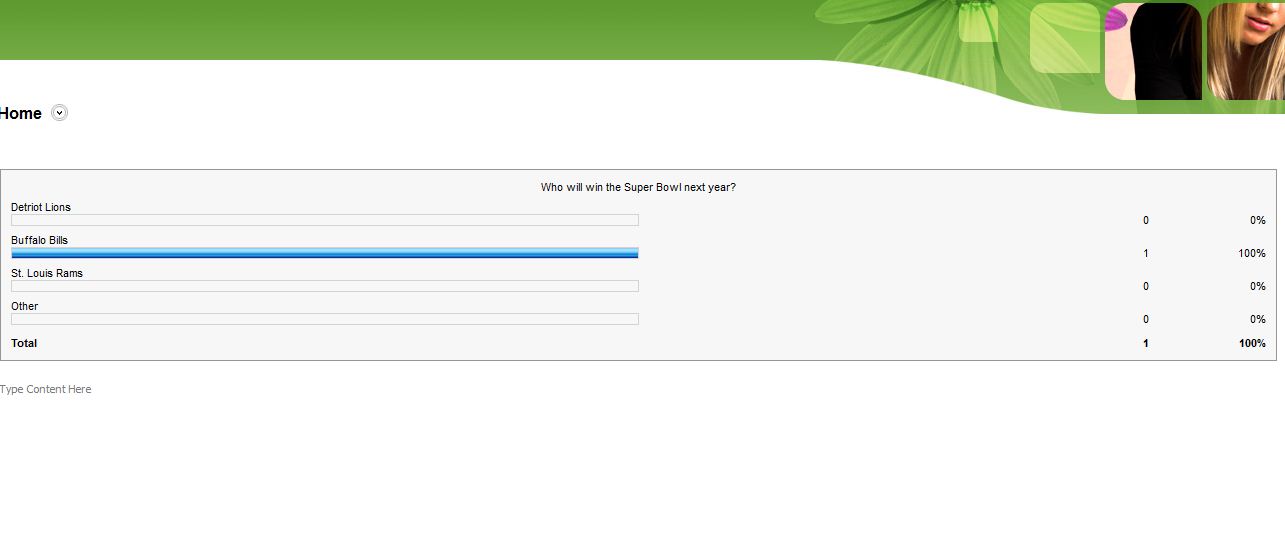 Home
Who will win the Super Bowl next year?
Detriot Lions
0 0%
Buffalo Bills
1 100%
St. Louis Rams
0 0%
Other
0 0%
Total 1 100%
Type Content Here